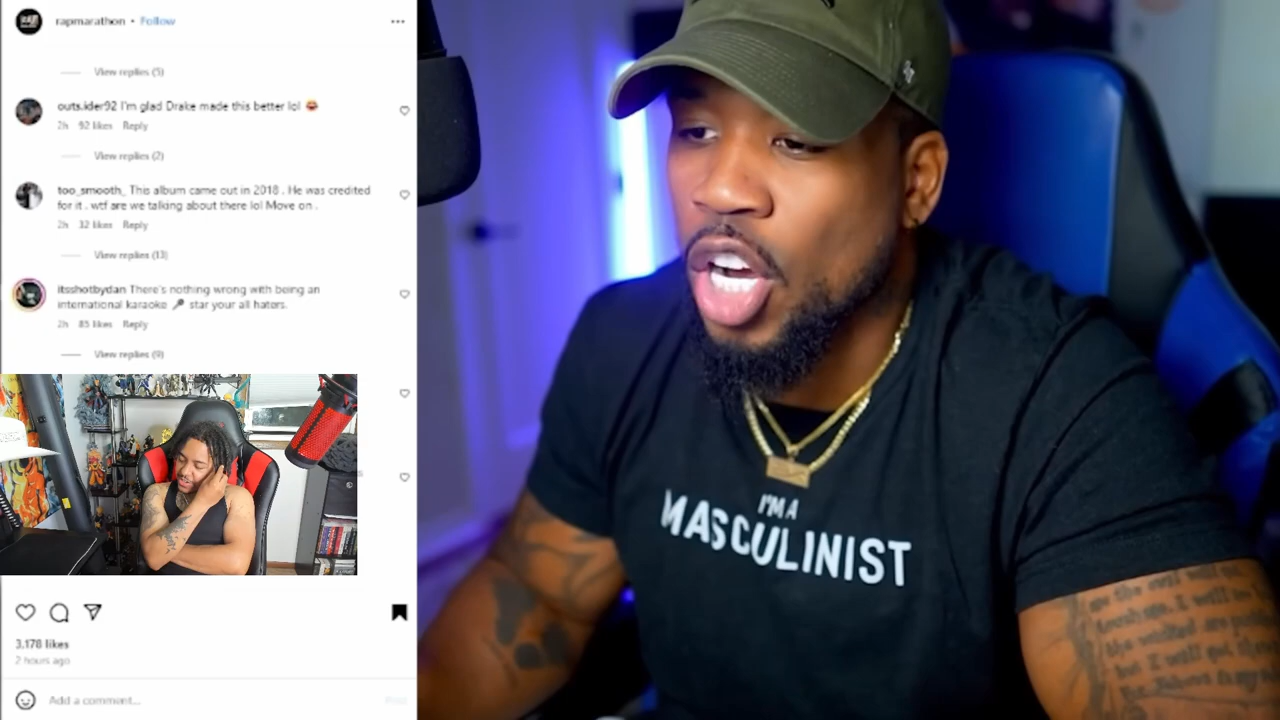 rapmarathon • Follow
View replies (5)
outs.ider92 I'm glad Drake made this better lol 😂
2h 92 likes Reply
View replies (2)
too_smooth_ This album came out in 2018 . He was credited
for it . wtf are we talking about there lol Move on .
2h 32 likes Reply
View replies (13)
itsshotbydan There's nothing wrong with being an
international karaoke 🎤 star your all haters.
2h 85 likes Reply
View replies (9)
3,178 likes
2 hours ago
Add a comment...
Post
I'M A
MASCULINIST